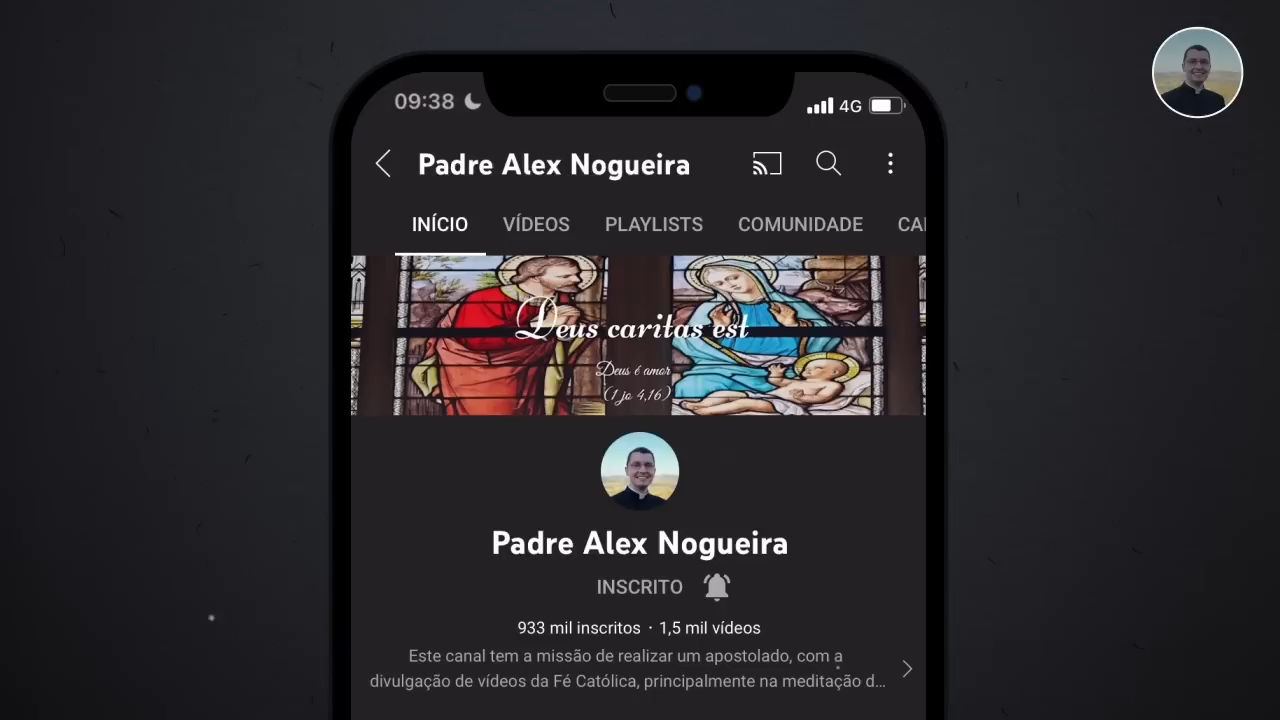 09:38
4G
Padre Alex Nogueira
INÍCIO VÍDEOS PLAYLISTS COMUNIDADE CA
Deus caritas est
Deus é amor
(1 jo 4,16)
Padre Alex Nogueira
INSCRITO
933 mil inscritos · 1,5 mil vídeos
Este canal tem a missão de realizar um apostolado, com a
divulgação de vídeos da Fé Católica, principalmente na meditação d...